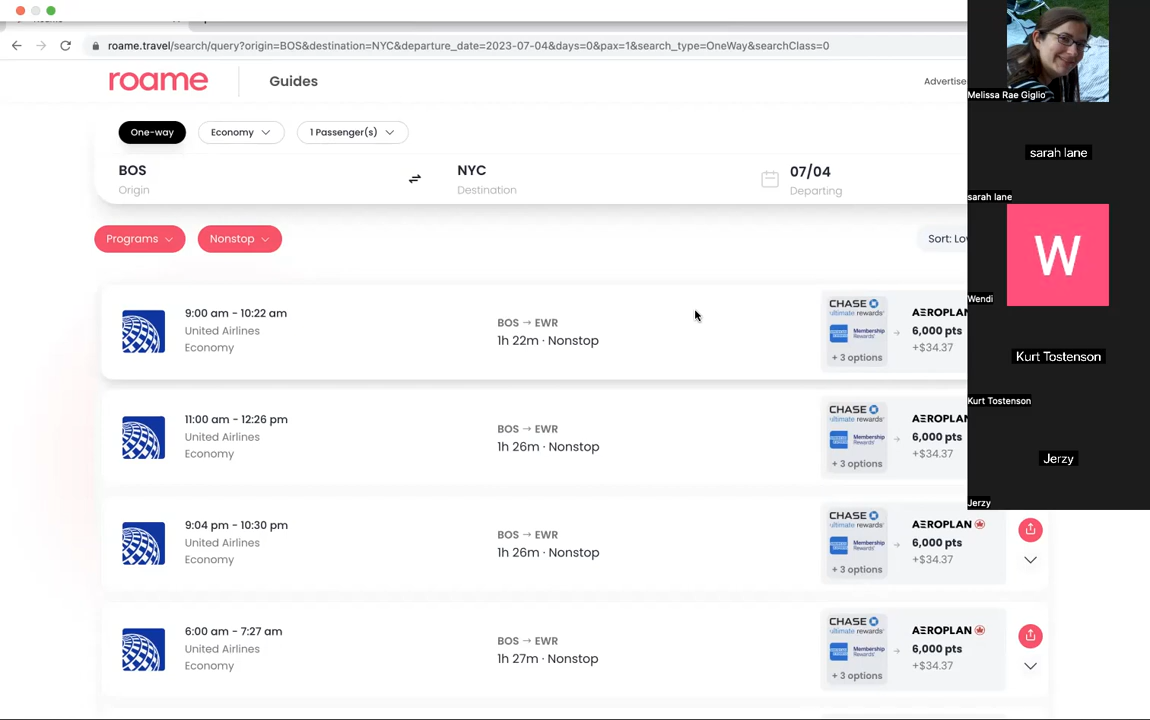 roame.travel/search/query?origin=BOS&destination=NYC&departure_date=2023-07-04&days=0&pax=1&search_type=OneWay&searchClass=0
roame
Guides
Advertise
One-way
Economy
1 Passenger(s)
BOS
Origin
NYC
Destination
07/04
Departing
Programs
Nonstop
Sort: Lo
9:00 am - 10:22 am
United Airlines
Economy
BOS → EWR
1h 22m · Nonstop
CHASE
ultimate rewards
Membership
Rewards
+ 3 options
AEROPLAN
6,000 pts
+$34.37
11:00 am - 12:26 pm
United Airlines
Economy
BOS → EWR
1h 26m · Nonstop
CHASE
ultimate rewards
Membership
Rewards
+ 3 options
AEROPLAN
6,000 pts
+$34.37
9:04 pm - 10:30 pm
United Airlines
Economy
BOS → EWR
1h 26m · Nonstop
CHASE
ultimate rewards
Membership
Rewards
+ 3 options
AEROPLAN
6,000 pts
+$34.37
6:00 am - 7:27 am
United Airlines
Economy
BOS → EWR
1h 27m · Nonstop
CHASE
ultimate rewards
Membership
Rewards
+ 3 options
AEROPLAN
6,000 pts
+$34.37
Melissa Rae Giglio
sarah lane
sarah lane
W
Wendi
Kurt Tostenson
Kurt Tostenson
Jerzy
Jerzy